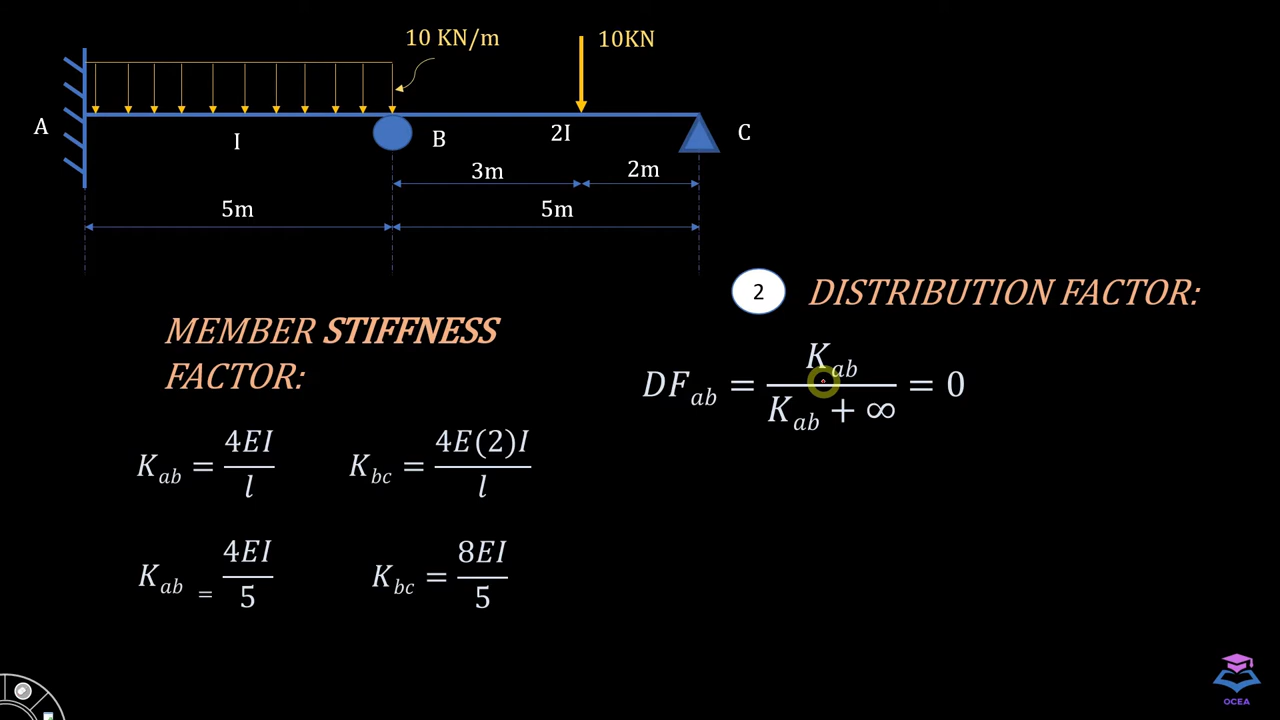 10 KN/m
10KN
A
I
B
2I
C
3m
2m
5m
5m
2
DISTRIBUTION FACTOR:
MEMBER STIFFNESS
FACTOR:
DF_ab = K_ab / (K_ab + ∞) = 0
K_ab = 4EI / l
K_bc = 4E(2)I / l
K_ab = 4EI / 5
K_bc = 8EI / 5
OCEA